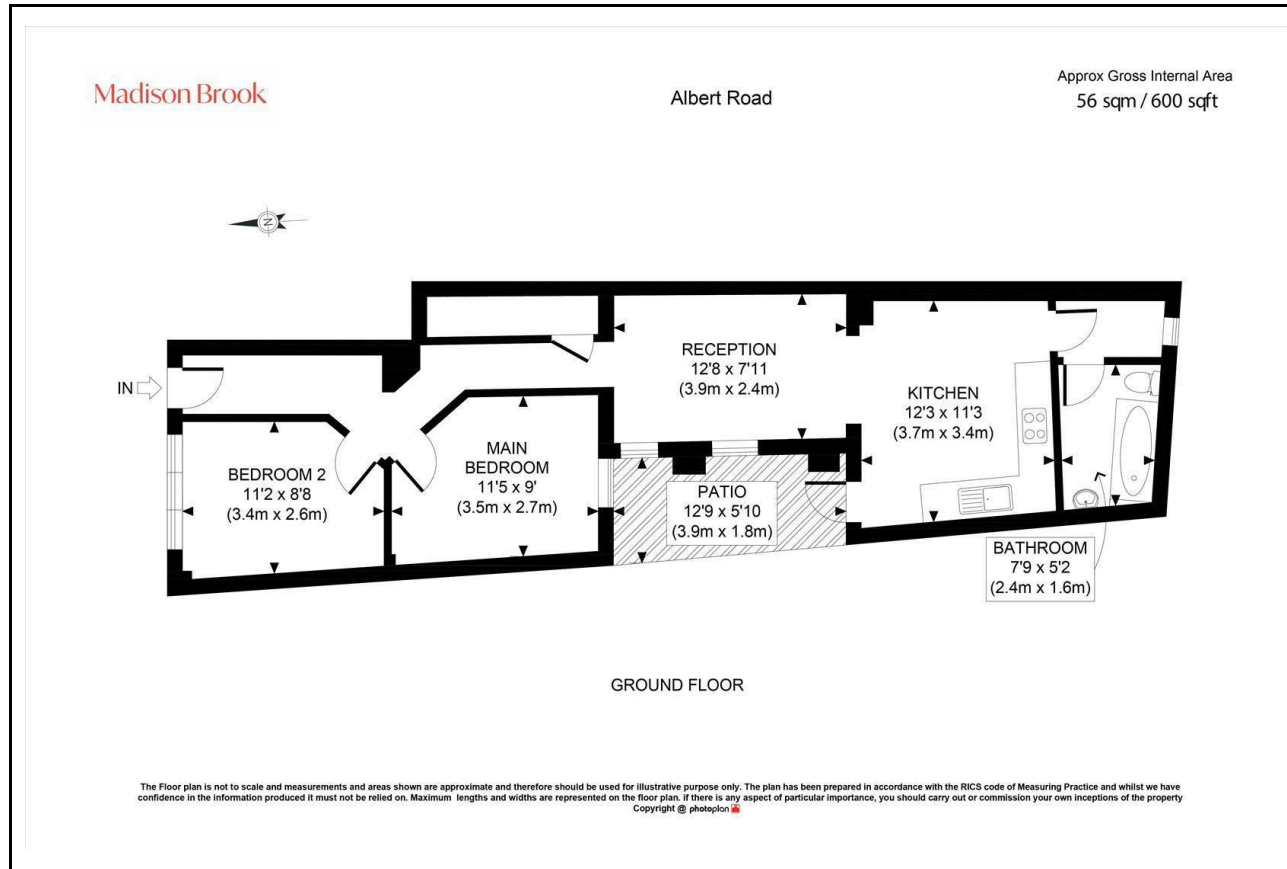 Madison Brook
Albert Road
Approx Gross Internal Area
56 sqm / 600 sqft
N
IN
RECEPTION
12'8 x 7'11
(3.9m x 2.4m)
KITCHEN
12'3 x 11'3
(3.7m x 3.4m)
MAIN
BEDROOM
11'5 x 9'
(3.5m x 2.7m)
BEDROOM 2
11'2 x 8'8
(3.4m x 2.6m)
PATIO
12'9 x 5'10
(3.9m x 1.8m)
BATHROOM
7'9 x 5'2
(2.4m x 1.6m)
GROUND FLOOR
The Floor plan is not to scale and measurements and areas shown are approximate and therefore should be used for illustrative purpose only. The plan has been prepared in accordance with the RICS code of Measuring Practice and whilst we have
confidence in the information produced it must not be relied on. Maximum lengths and widths are represented on the floor plan. if there is any aspect of particular importance, you should carry out or commission your own inceptions of the property
Copyright @ photoplan